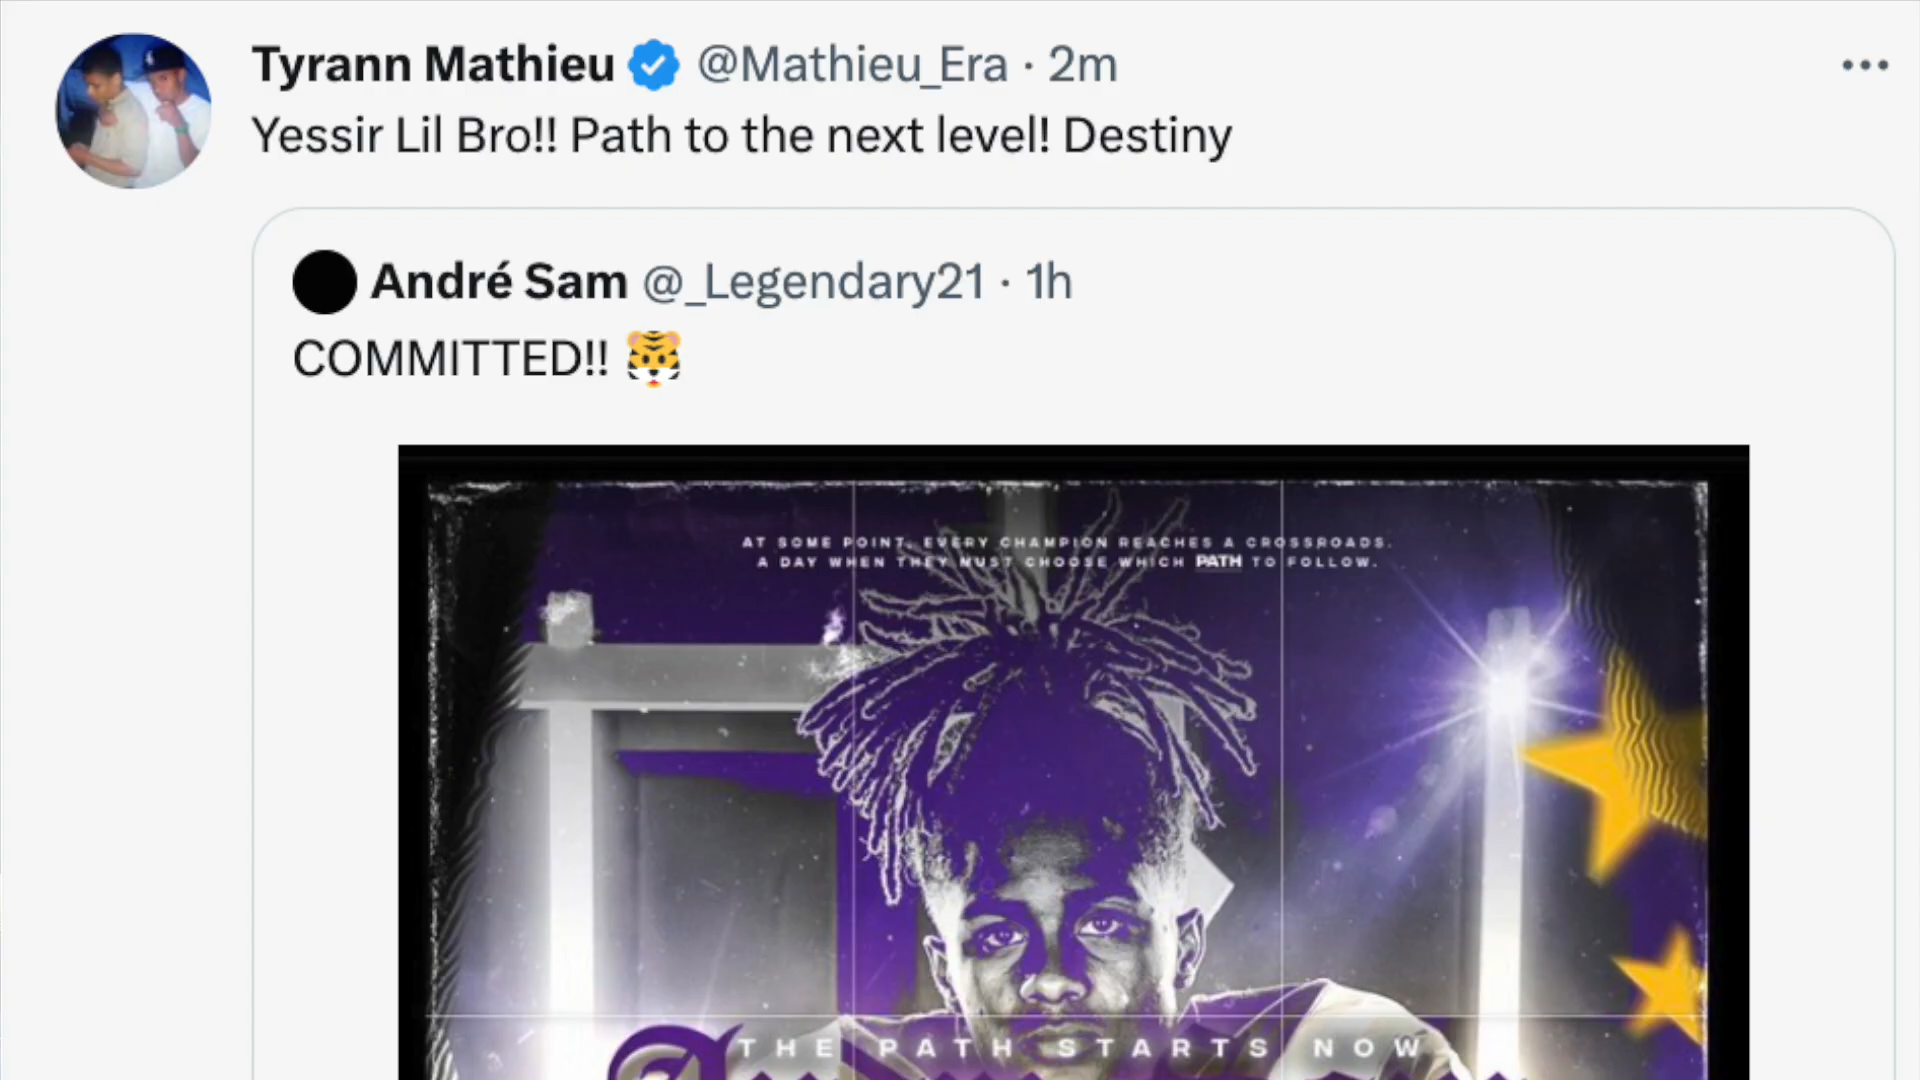 Tyrann Mathieu @Mathieu_Era · 2m
Yessir Lil Bro!! Path to the next level! Destiny
André Sam @_Legendary21 · 1h
COMMITTED!! 🐯
AT SOME POINT, EVERY CHAMPION REACHES A CROSSROADS.
A DAY WHEN THEY MUST CHOOSE WHICH PATH TO FOLLOW.
THE PATH STARTS NOW